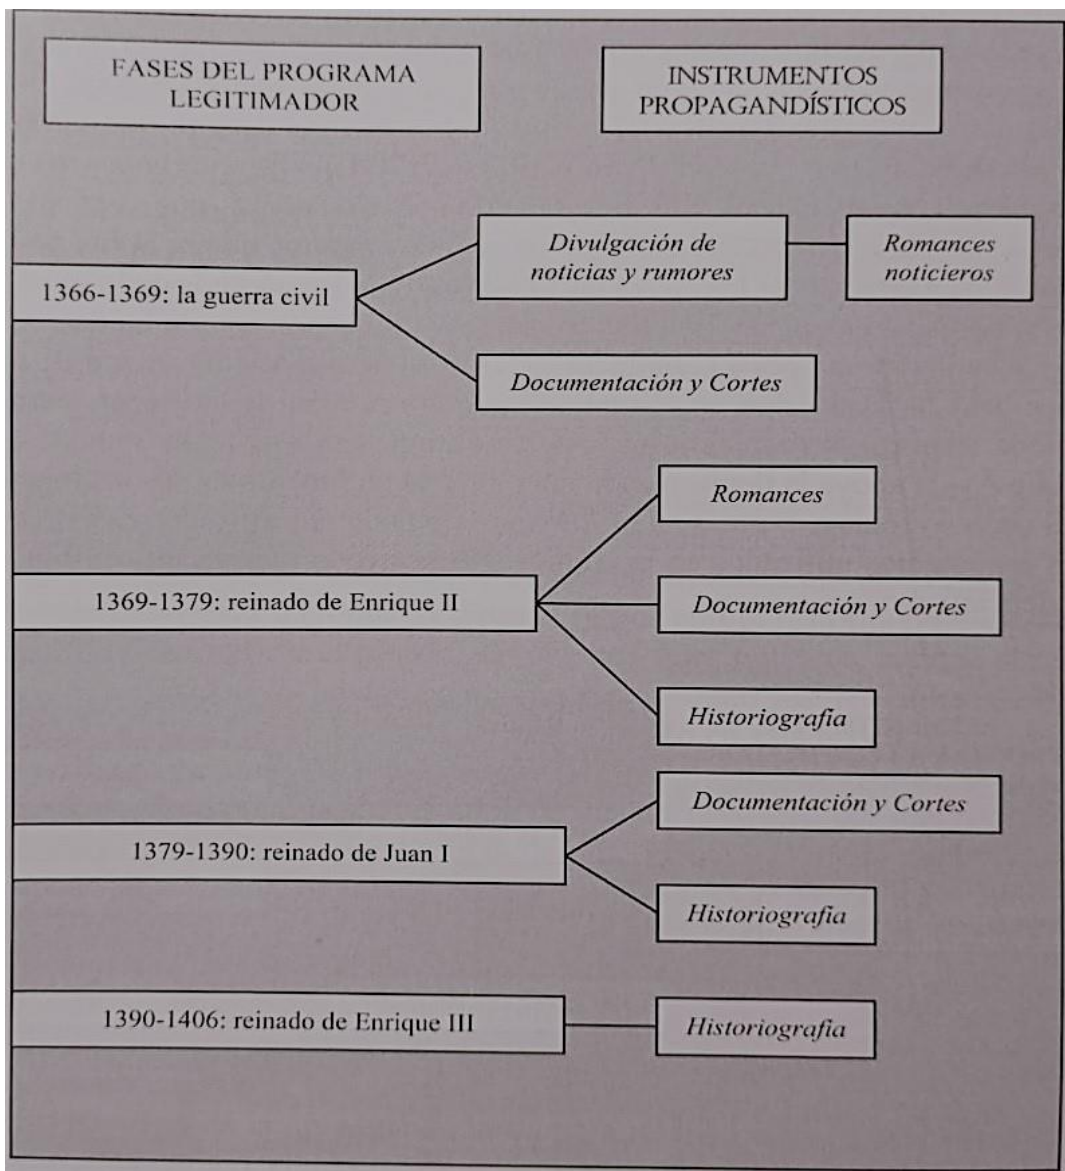 FASES DEL PROGRAMA
LEGITIMADOR
INSTRUMENTOS
PROPAGANDÍSTICOS
1366-1369: la guerra civil
Divulgación de
noticias y rumores
Romances
noticieros
Documentación y Cortes
1369-1379: reinado de Enrique II
Romances
Documentación y Cortes
Historiografía
1379-1390: reinado de Juan I
Documentación y Cortes
Historiografía
1390-1406: reinado de Enrique III
Historiografía